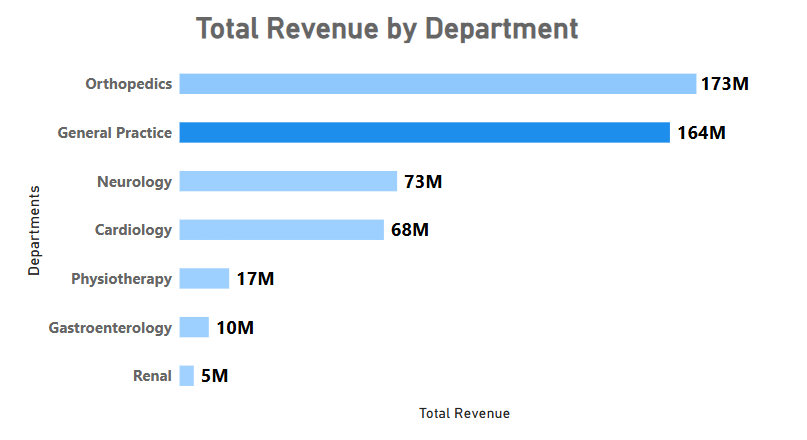 Total Revenue by Department
Orthopedics 173M
General Practice 164M
Neurology 73M
Cardiology 68M
Physiotherapy 17M
Gastroenterology 10M
Renal 5M
Departments
Total Revenue